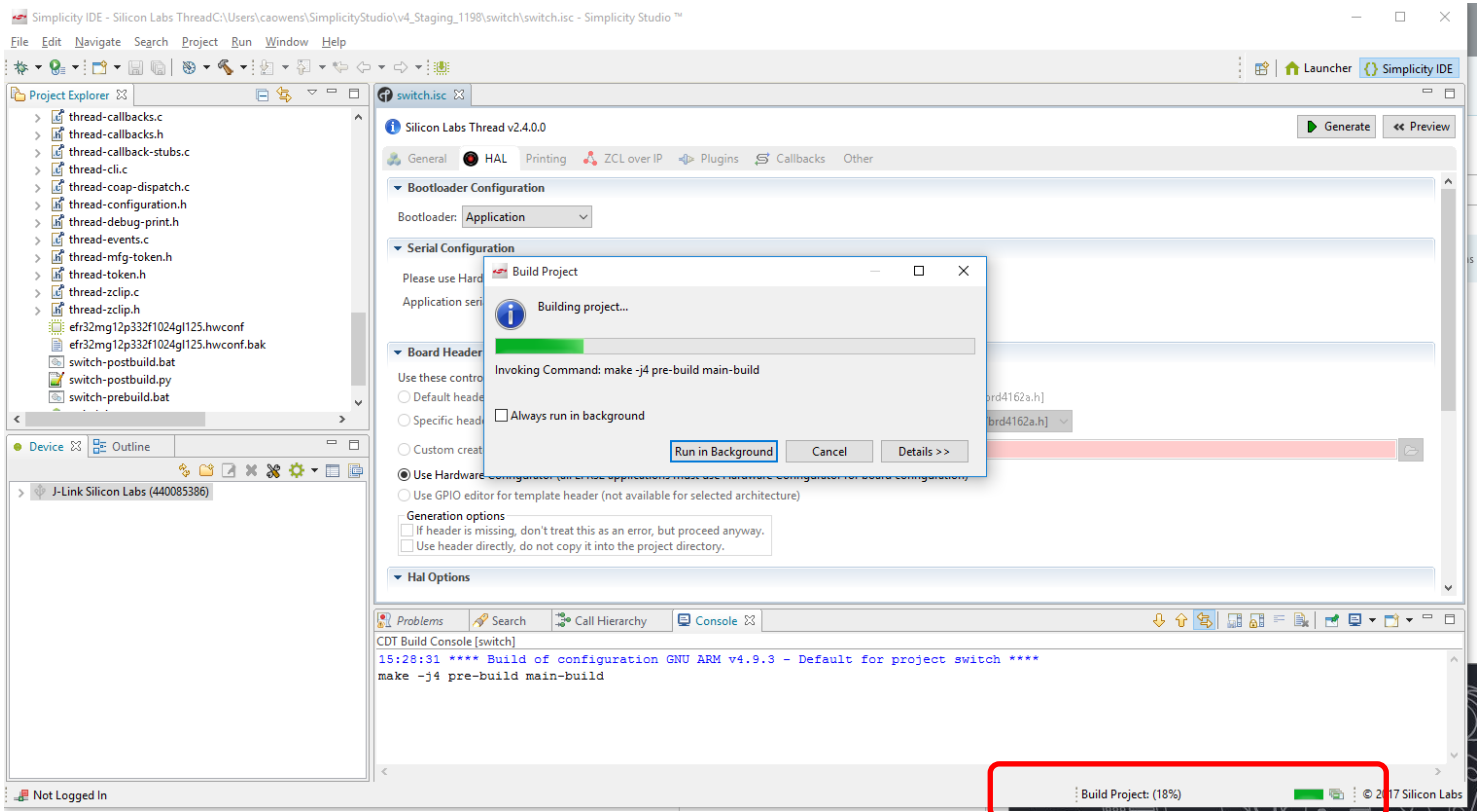 Simplicity IDE - Silicon Labs ThreadC:\Users\caowens\SimplicityStudio\v4_Staging_1198\switch\switch.isc - Simplicity Studio ™
File Edit Navigate Search Project Run Window Help
Launcher Simplicity IDE
Project Explorer
thread-callbacks.c
thread-callbacks.h
thread-callback-stubs.c
thread-cli.c
thread-coap-dispatch.c
thread-configuration.h
thread-debug-print.h
thread-events.c
thread-mfg-token.h
thread-token.h
thread-zclip.c
thread-zclip.h
efr32mg12p332f1024gl125.hwconf
efr32mg12p332f1024gl125.hwconf.bak
switch-postbuild.bat
switch-postbuild.py
switch-prebuild.bat
Device Outline
J-Link Silicon Labs (440085386)
switch.isc
Silicon Labs Thread v2.4.0.0
Generate Preview
General HAL Printing ZCL over IP Plugins Callbacks Other
Bootloader Configuration
Bootloader: Application
Serial Configuration
Please use Hard
Application seri
Board Header
Use these contro
Default heade brd4162a.h]
Specific heade brd4162a.h]
Custom creat
Use Hardware Configurator (all EFR32 applications must use Hardware Configurator for board configuration)
Use GPIO editor for template header (not available for selected architecture)
Generation options
If header is missing, don't treat this as an error, but proceed anyway.
Use header directly, do not copy it into the project directory.
Hal Options
Build Project
Building project...
Invoking Command: make -j4 pre-build main-build
Always run in background
Run in Background Cancel Details >>
Problems Search Call Hierarchy Console
CDT Build Console [switch]
15:28:31 **** Build of configuration GNU ARM v4.9.3 - Default for project switch ****
make -j4 pre-build main-build
Not Logged In
Build Project: (18%)
© 2017 Silicon Labs